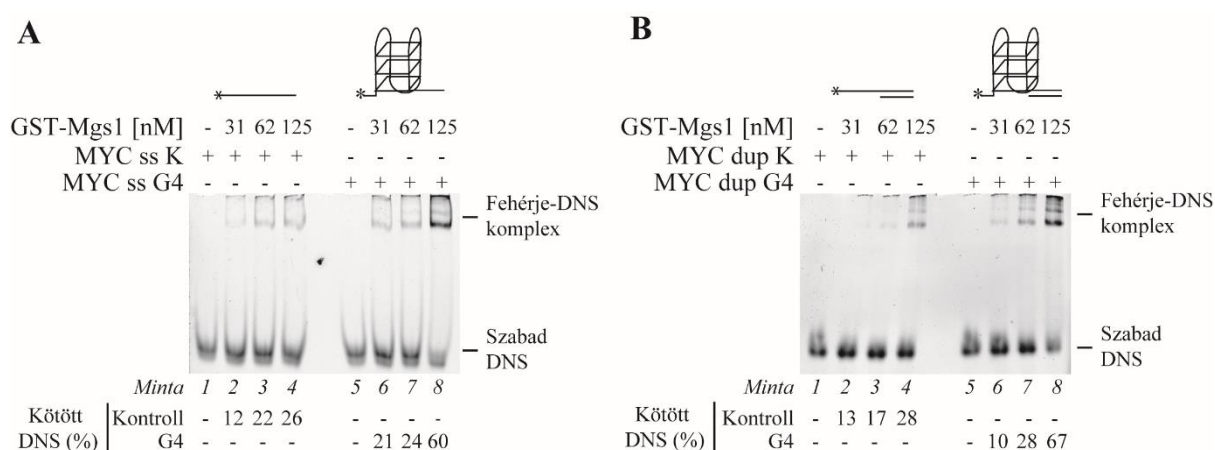 A
* *
GST-Mgs1 [nM] - 31 62 125 - 31 62 125
MYC ss K + + + + - - - -
MYC ss G4 - - - - + + + +
Fehérje-DNS
komplex
Szabad
DNS
Minta 1 2 3 4 5 6 7 8
Kötött
DNS (%)
Kontroll - 12 22 26 - - - -
G4 - - - - - 21 24 60
B
* *
GST-Mgs1 [nM] - 31 62 125 - 31 62 125
MYC dup K + + + + - - - -
MYC dup G4 - - - - + + + +
Fehérje-DNS
komplex
Szabad
DNS
Minta 1 2 3 4 5 6 7 8
Kötött
DNS (%)
Kontroll - 13 17 28 - - - -
G4 - - - - - 10 28 67